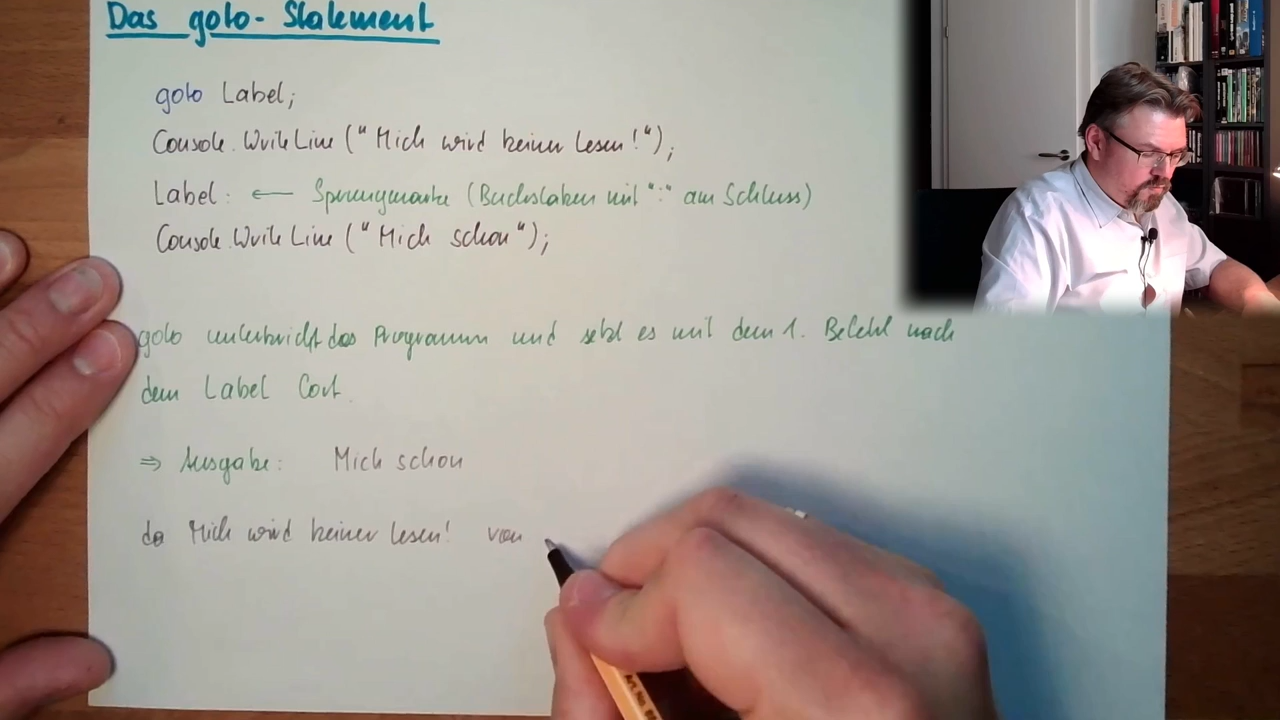 Das goto-Statement
goto Label;
Console.WriteLine("Mich wird keiner lesen!");
Label: ← Sprungmarke (Buchstaben mit ":" am Schluss)
Console.WriteLine("Mich schon");
goto unterbricht das Programm und setzt es mit dem 1. Befehl nach
dem Label fort.
⇒ Ausgabe: Mich schon
da Mich wird keiner lesen! von